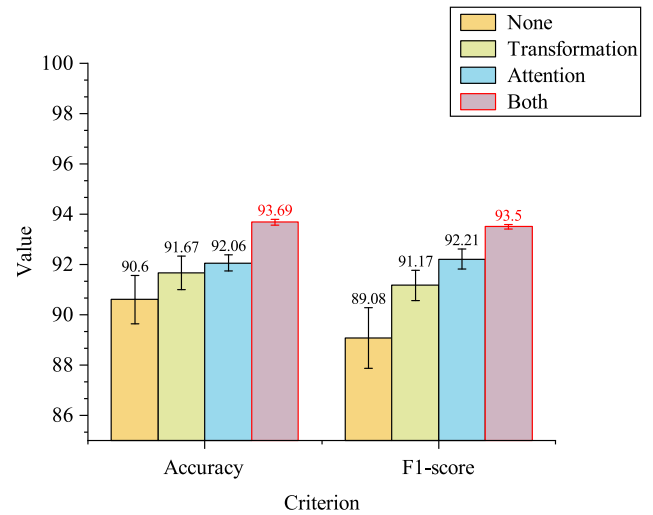 None
Transformation
Attention
Both
100
98
96
94
92
90
88
86
Value
90.6
91.67
92.06
93.69
89.08
91.17
92.21
93.5
Accuracy
F1-score
Criterion